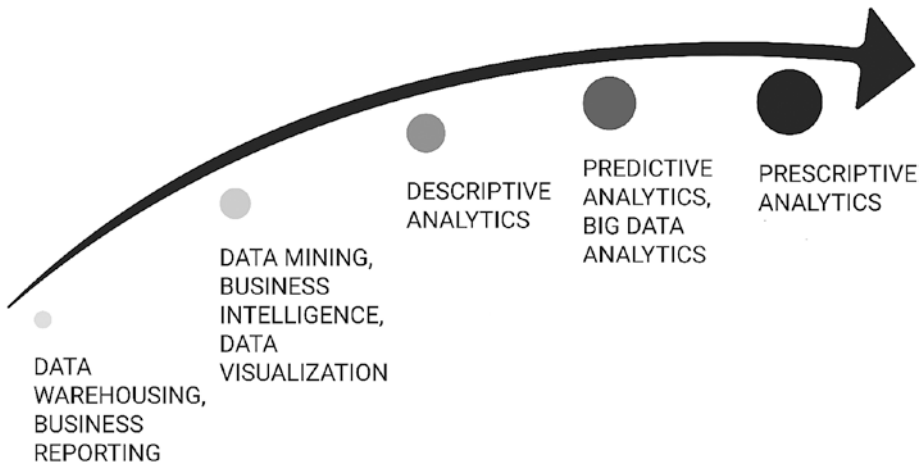 DATA
WAREHOUSING,
BUSINESS
REPORTING
DATA MINING,
BUSINESS
INTELLIGENCE,
DATA
VISUALIZATION
DESCRIPTIVE
ANALYTICS
PREDICTIVE
ANALYTICS,
BIG DATA
ANALYTICS
PRESCRIPTIVE
ANALYTICS